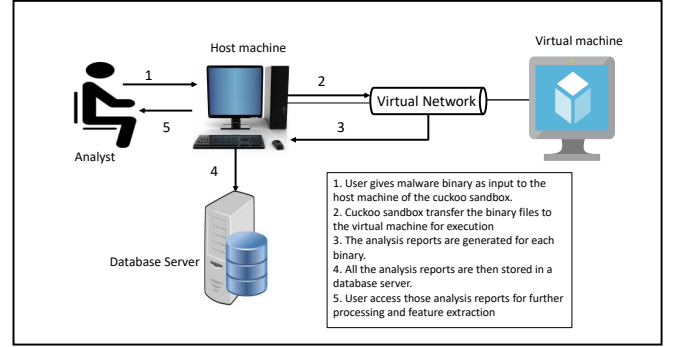 Host machine
Virtual machine
1
2
Virtual Network
5
3
Analyst
4
Database Server
1. User gives malware binary as input to the
host machine of the cuckoo sandbox.
2. Cuckoo sandbox transfer the binary files to
the virtual machine for execution
3. The analysis reports are generated for each
binary.
4. All the analysis reports are then stored in a
database server.
5. User access those analysis reports for further
processing and feature extraction